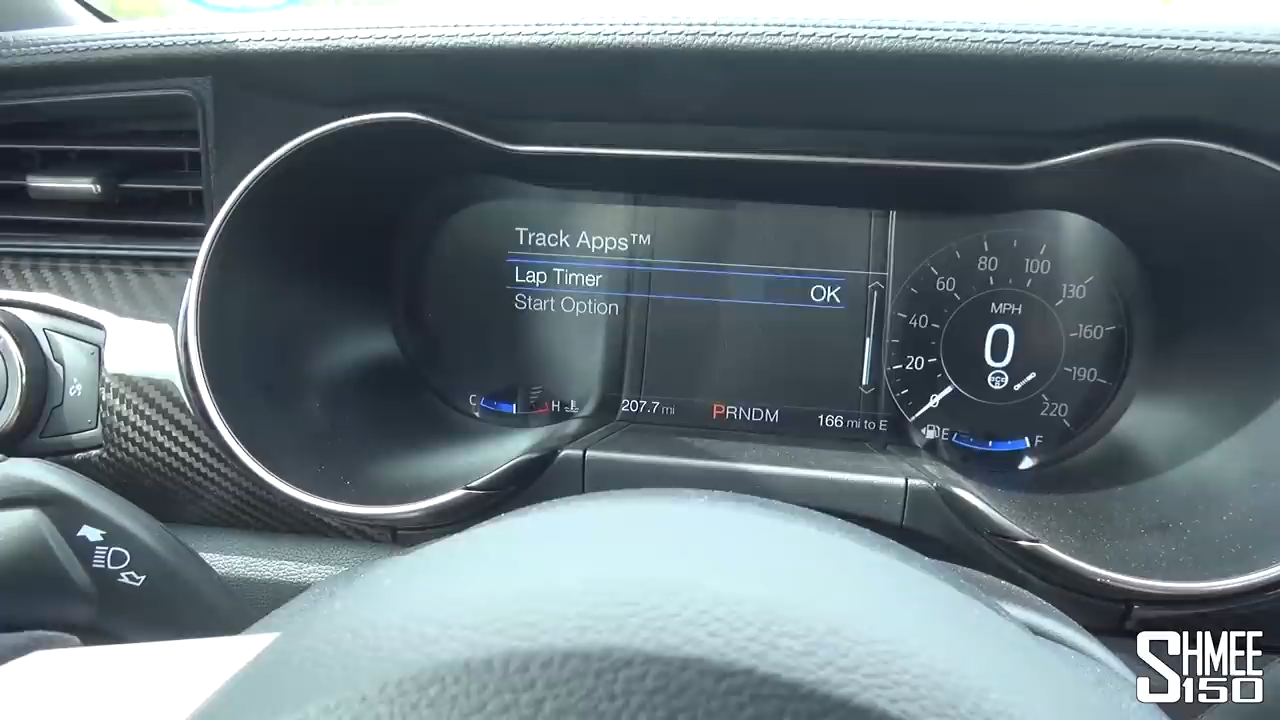 Track Apps™
Lap Timer
OK
Start Option
C H
207.7 mi
PRNDM
166 mi to E
MPH
0
0
20
40
60
80
100
130
160
190
220
E F
SHMEE
150